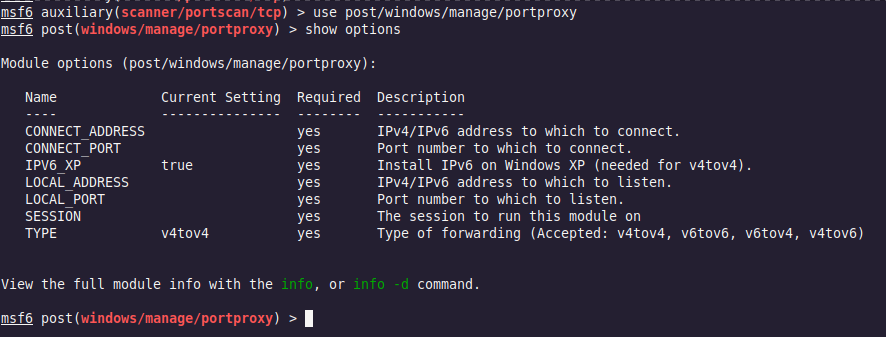 msf6 auxiliary(scanner/portscan/tcp) > use post/windows/manage/portproxy
msf6 post(windows/manage/portproxy) > show options
Module options (post/windows/manage/portproxy):
Name Current Setting Required Description
---- --------------- -------- -----------
CONNECT_ADDRESS yes IPv4/IPv6 address to which to connect.
CONNECT_PORT yes Port number to which to connect.
IPV6_XP true yes Install IPv6 on Windows XP (needed for v4tov4).
LOCAL_ADDRESS yes IPv4/IPv6 address to which to listen.
LOCAL_PORT yes Port number to which to listen.
SESSION yes The session to run this module on
TYPE v4tov4 yes Type of forwarding (Accepted: v4tov4, v6tov6, v6tov4, v4tov6)
View the full module info with the info, or info -d command.
msf6 post(windows/manage/portproxy) >